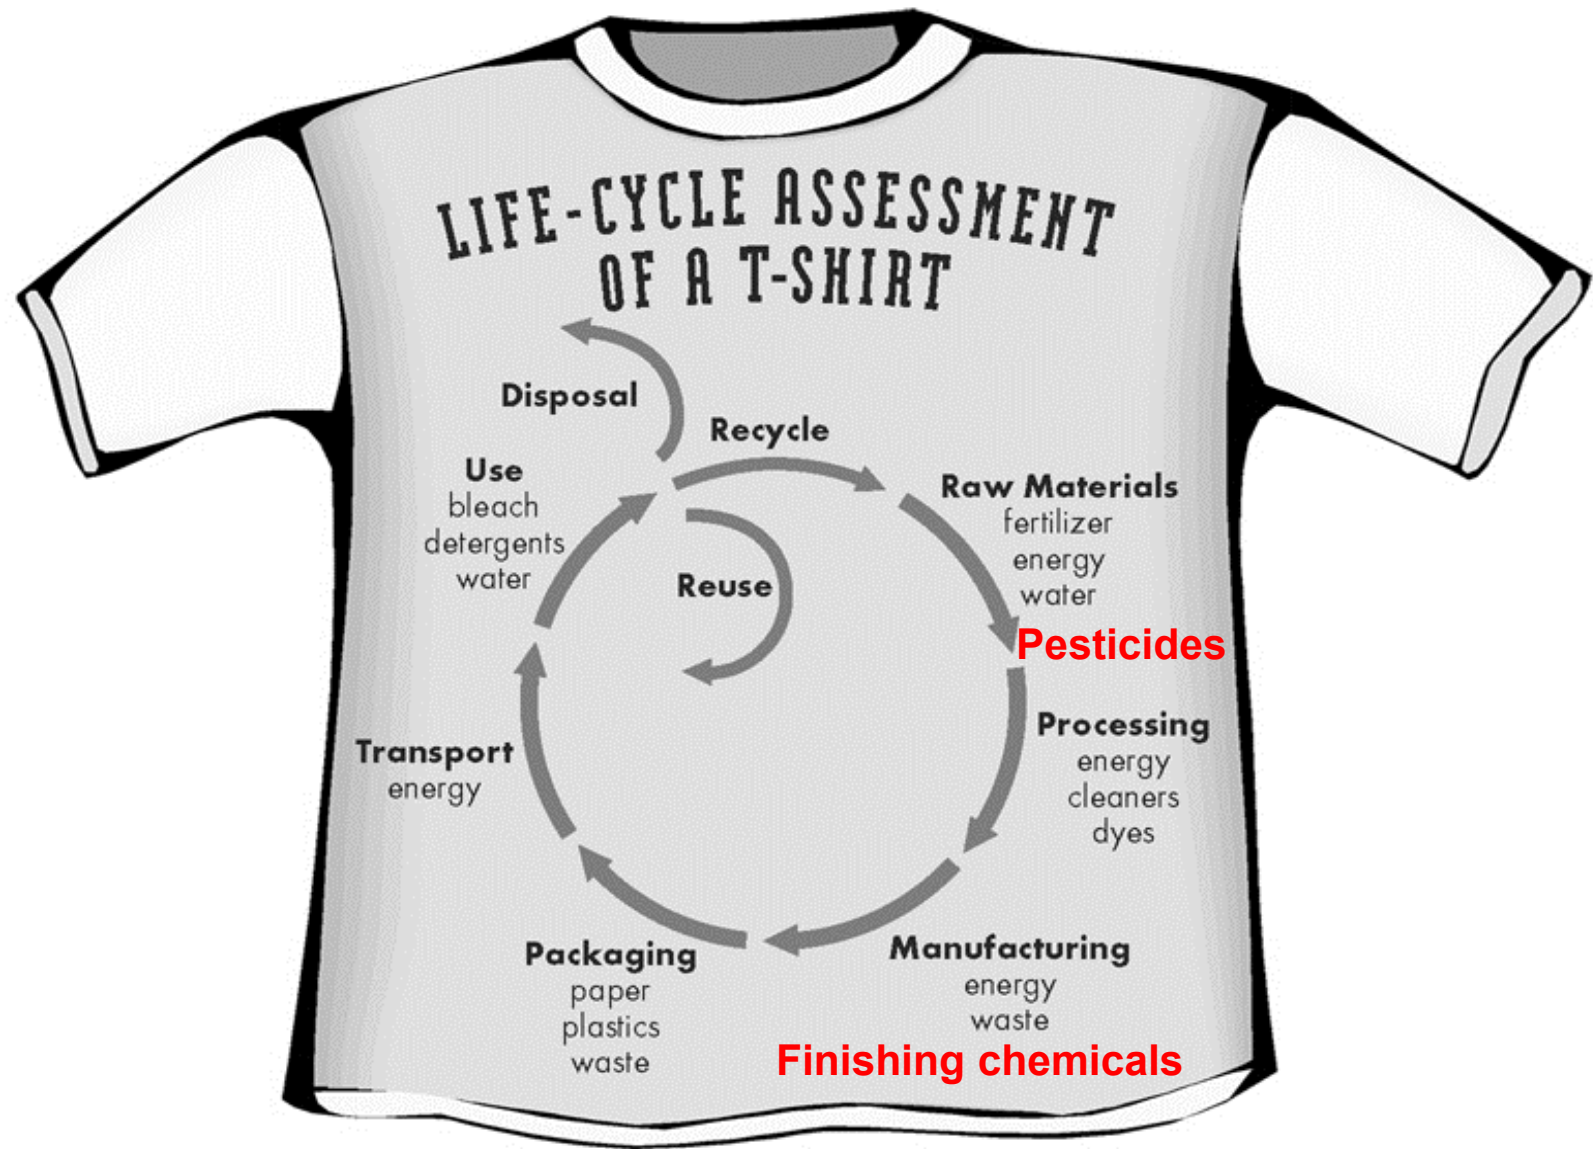 LIFE-CYCLE ASSESSMENT
OF A T-SHIRT
Disposal
Recycle
Use
bleach
detergents
water
Reuse
Raw Materials
fertilizer
energy
water
Pesticides
Processing
energy
cleaners
dyes
Transport
energy
Packaging
paper
plastics
waste
Manufacturing
energy
waste
Finishing chemicals